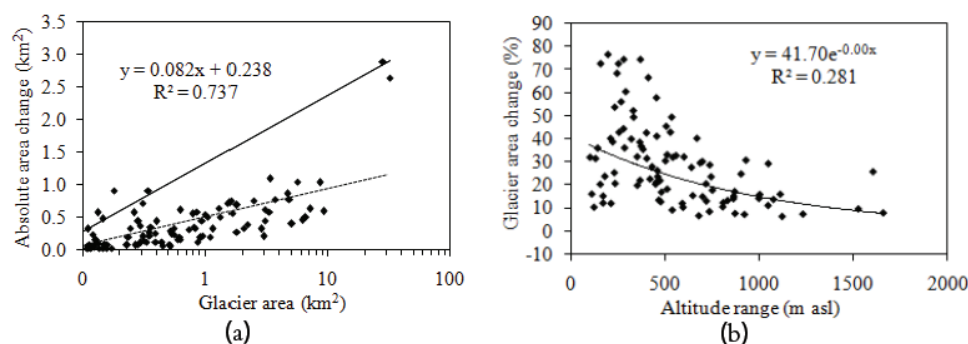 Absolute area change (km²)
3.5
3.0
2.5
2.0
1.5
1.0
0.5
0.0
y = 0.082x + 0.238
R² = 0.737
0 1 10 100
Glacier area (km²)
(a)
Glacier area change (%)
90
80
70
60
50
40
30
20
10
0
-10
y = 41.70e^-0.00x
R² = 0.281
0 500 1000 1500 2000
Altitude range (m asl)
(b)